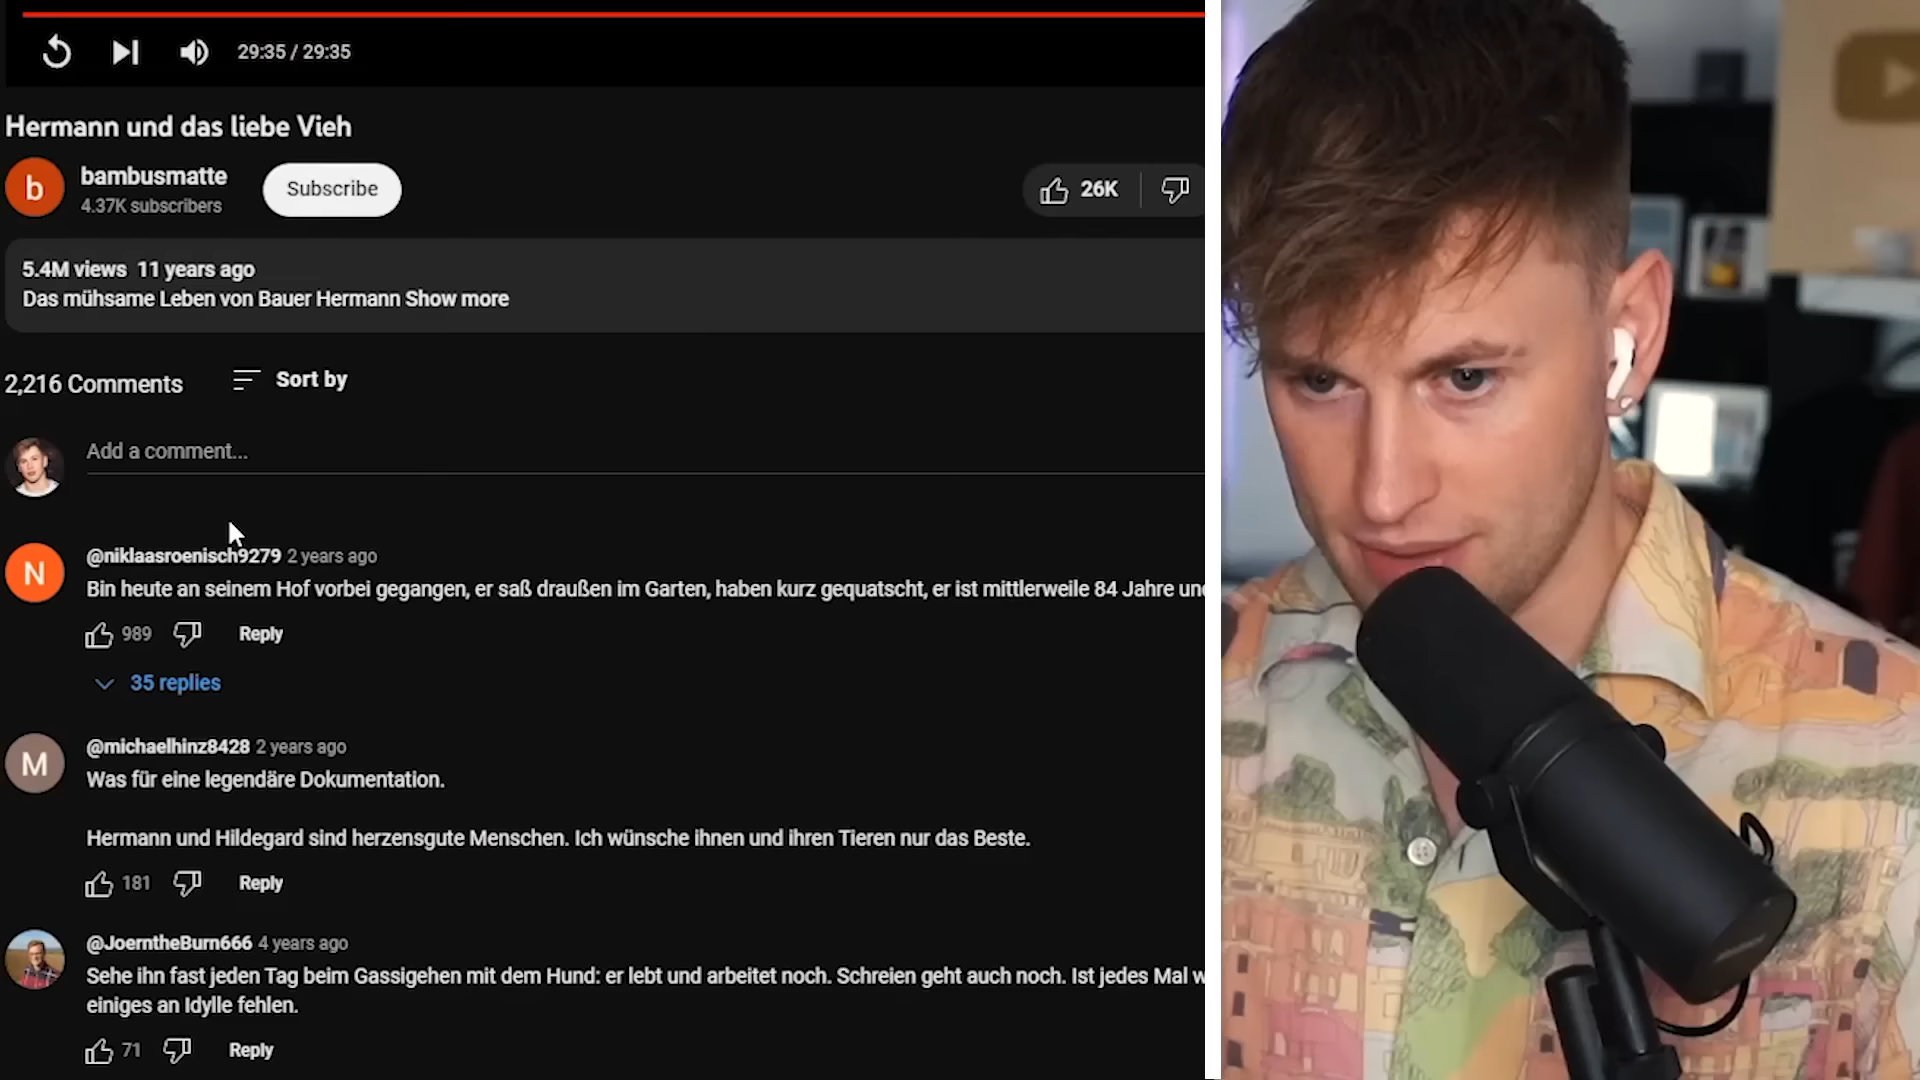 29:35 / 29:35
Hermann und das liebe Vieh
b
bambusmatte
4.37K subscribers
Subscribe
26K
5.4M views 11 years ago
Das mühsame Leben von Bauer Hermann Show more
2,216 Comments
Sort by
Add a comment...
N
@niklaasroenisch9279 2 years ago
Bin heute an seinem Hof vorbei gegangen, er saß draußen im Garten, haben kurz gequatscht, er ist mittlerweile 84 Jahre
989
Reply
35 replies
M
@michaelhinz8428 2 years ago
Was für eine legendäre Dokumentation.
Hermann und Hildegard sind herzensgute Menschen. Ich wünsche ihnen und ihren Tieren nur das Beste.
181
Reply
@JoerntheBurn666 4 years ago
Sehe ihn fast jeden Tag beim Gassigehen mit dem Hund: er lebt und arbeitet noch. Schreien geht auch noch. Ist jedes Mal
einiges an Idylle fehlen.
71
Reply